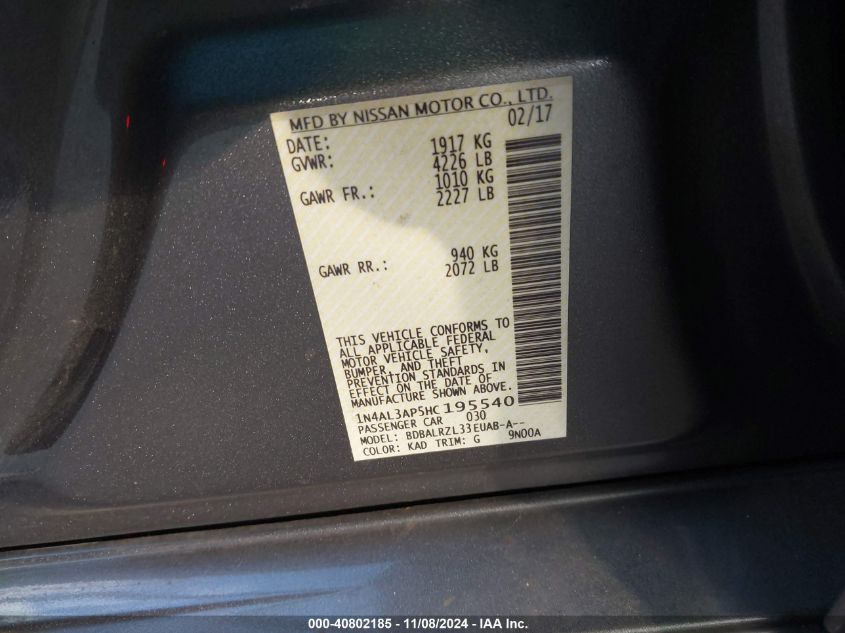 MFD BY NISSAN MOTOR CO., LTD.
DATE: 02/17
GVWR: 1917 KG
4226 LB
GAWR FR.: 1010 KG
2227 LB
GAWR RR.: 940 KG
2072 LB
THIS VEHICLE CONFORMS TO
ALL APPLICABLE FEDERAL
MOTOR VEHICLE SAFETY,
BUMPER, AND THEFT
PREVENTION STANDARDS IN
EFFECT ON THE DATE OF
MANUFACTURE SHOWN ABOVE.
1N4AL3AP5HC195540
PASSENGER CAR 030
MODEL: BDBALRZL33EUAB-A--
COLOR: KAD TRIM: G 9N00A
000-40802185 - 11/08/2024 - IAA Inc.